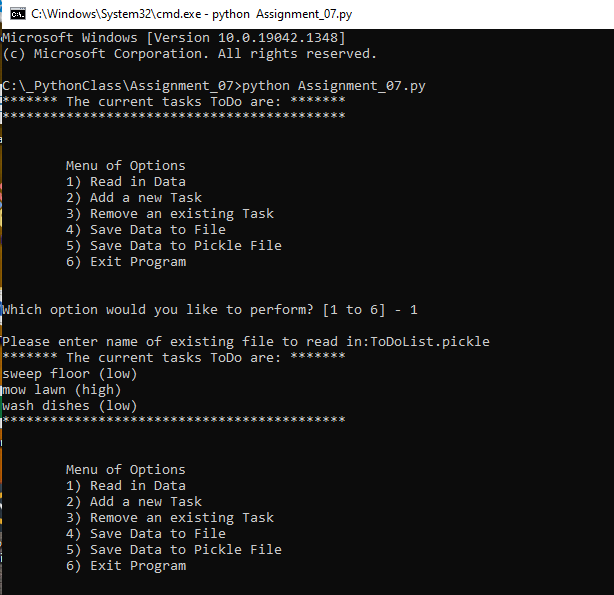 C:\Windows\System32\cmd.exe - python  Assignment_07.py
Microsoft Windows [Version 10.0.19042.1348]
(c) Microsoft Corporation. All rights reserved.
C:\_PythonClass\Assignment_07>python Assignment_07.py
******* The current tasks ToDo are: *******
*******************************************
Menu of Options
1) Read in Data
2) Add a new Task
3) Remove an existing Task
4) Save Data to File
5) Save Data to Pickle File
6) Exit Program
Which option would you like to perform? [1 to 6] - 1
Please enter name of existing file to read in:ToDoList.pickle
******* The current tasks ToDo are: *******
sweep floor (low)
mow lawn (high)
wash dishes (low)
*******************************************
Menu of Options
1) Read in Data
2) Add a new Task
3) Remove an existing Task
4) Save Data to File
5) Save Data to Pickle File
6) Exit Program